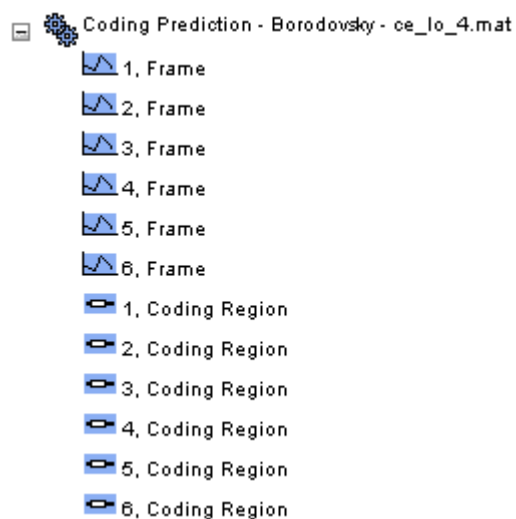 Coding Prediction - Borodovsky - ce_lo_4.mat
1, Frame
2, Frame
3, Frame
4, Frame
5, Frame
6, Frame
1, Coding Region
2, Coding Region
3, Coding Region
4, Coding Region
5, Coding Region
6, Coding Region